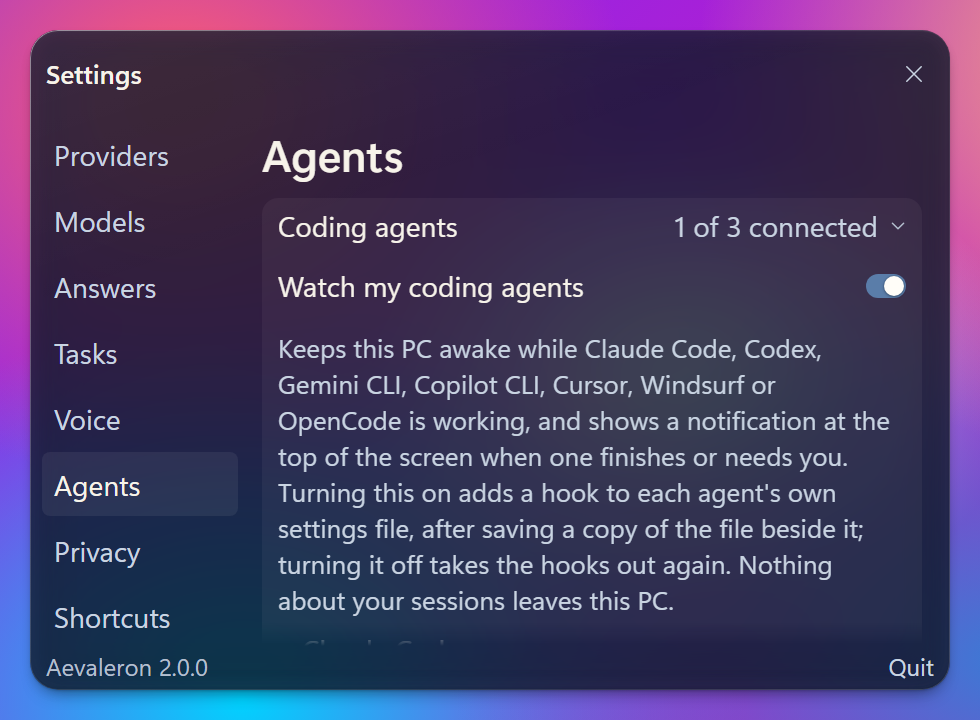 Settings
Providers
Models
Answers
Tasks
Voice
Agents
Privacy
Shortcuts
Aevaleron 2.0.0
Agents
Coding agents
1 of 3 connected
Watch my coding agents
Keeps this PC awake while Claude Code, Codex,
Gemini CLI, Copilot CLI, Cursor, Windsurf or
OpenCode is working, and shows a notification at the
top of the screen when one finishes or needs you.
Turning this on adds a hook to each agent's own
settings file, after saving a copy of the file beside it;
turning it off takes the hooks out again. Nothing
about your sessions leaves this PC.
Quit